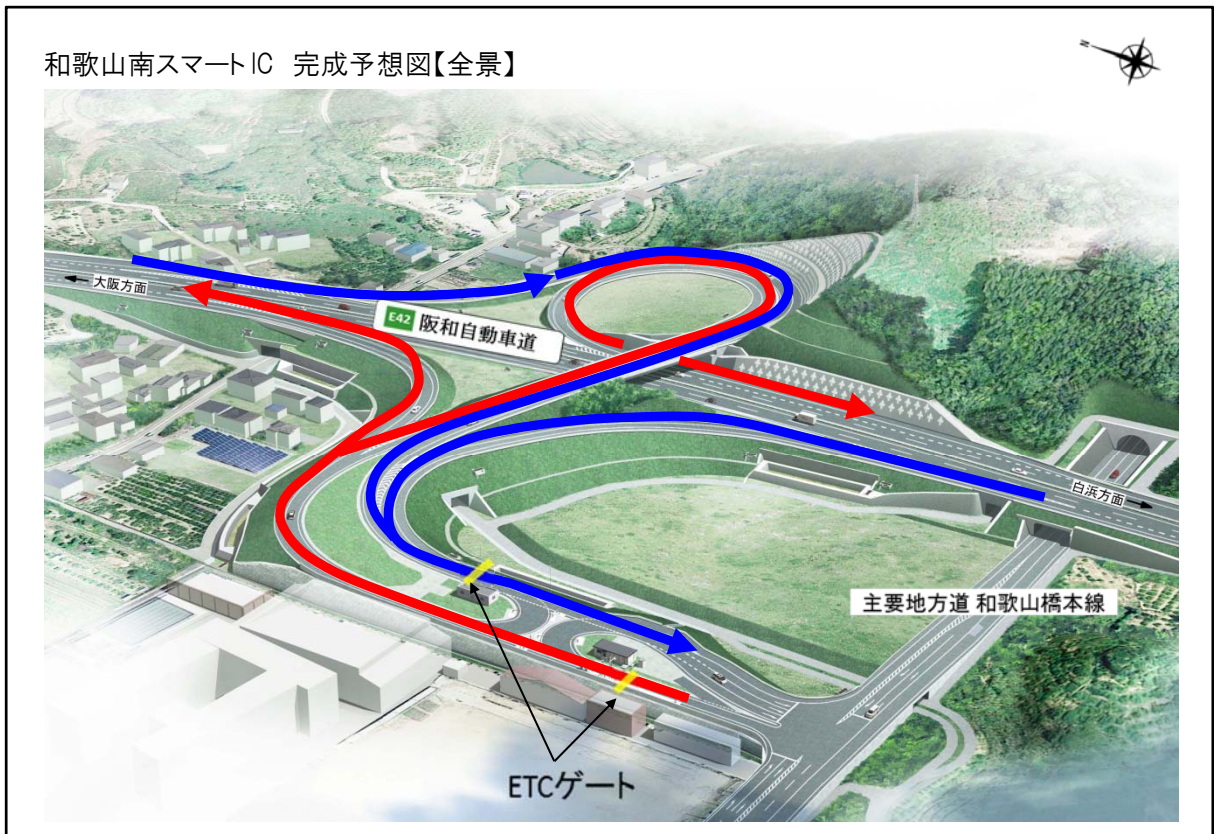 和歌山南スマートIC 完成予想図【全景】
N
大阪方面
E42 阪和自動車道
白浜方面
主要地方道 和歌山橋本線
ETCゲート